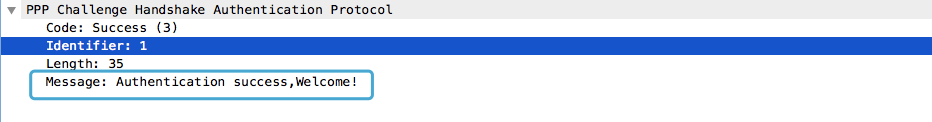 PPP Challenge Handshake Authentication Protocol
Code: Success (3)
Identifier: 1
Length: 35
Message: Authentication success,Welcome!